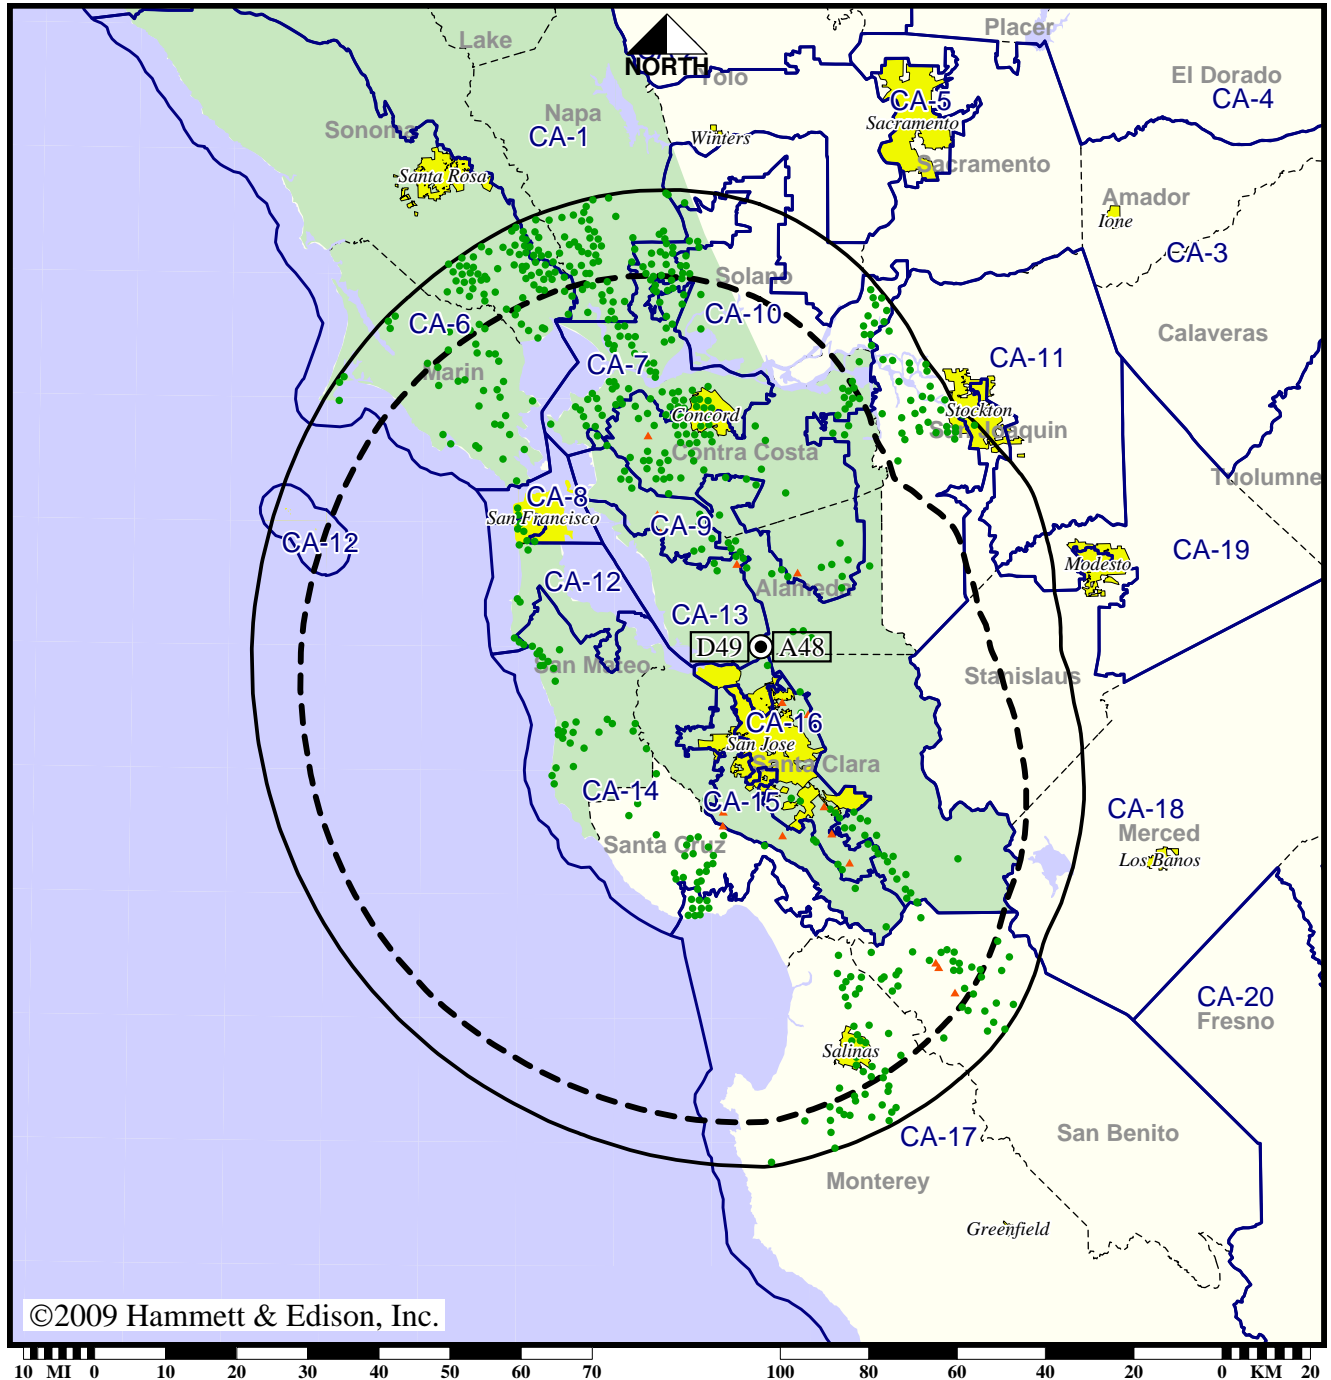 Lake
Placer
NORTH
Yolo
El Dorado
CA-4
CA-5
Napa
Sonoma
CA-1
Sacramento
Winters
Sacramento
Santa Rosa
Amador
Ione
CA-3
Solano
CA-10
CA-6
Calaveras
CA-11
CA-7
Marin
Concord
Stockton
San Joaquin
Contra Costa
Tuolumne
CA-8
San Francisco
CA-9
CA-12
CA-19
Modesto
CA-12
Alameda
CA-13
D49
A48
San Mateo
Stanislaus
CA-16
San Jose
Santa Clara
CA-14
CA-15
CA-18
Merced
Santa Cruz
Los Banos
CA-20
Fresno
Salinas
CA-17
San Benito
Monterey
Greenfield
©2009 Hammett & Edison, Inc.
10 MI 0 10 20 30 40 50 60 70 100 80 60 40 20 0 KM 20